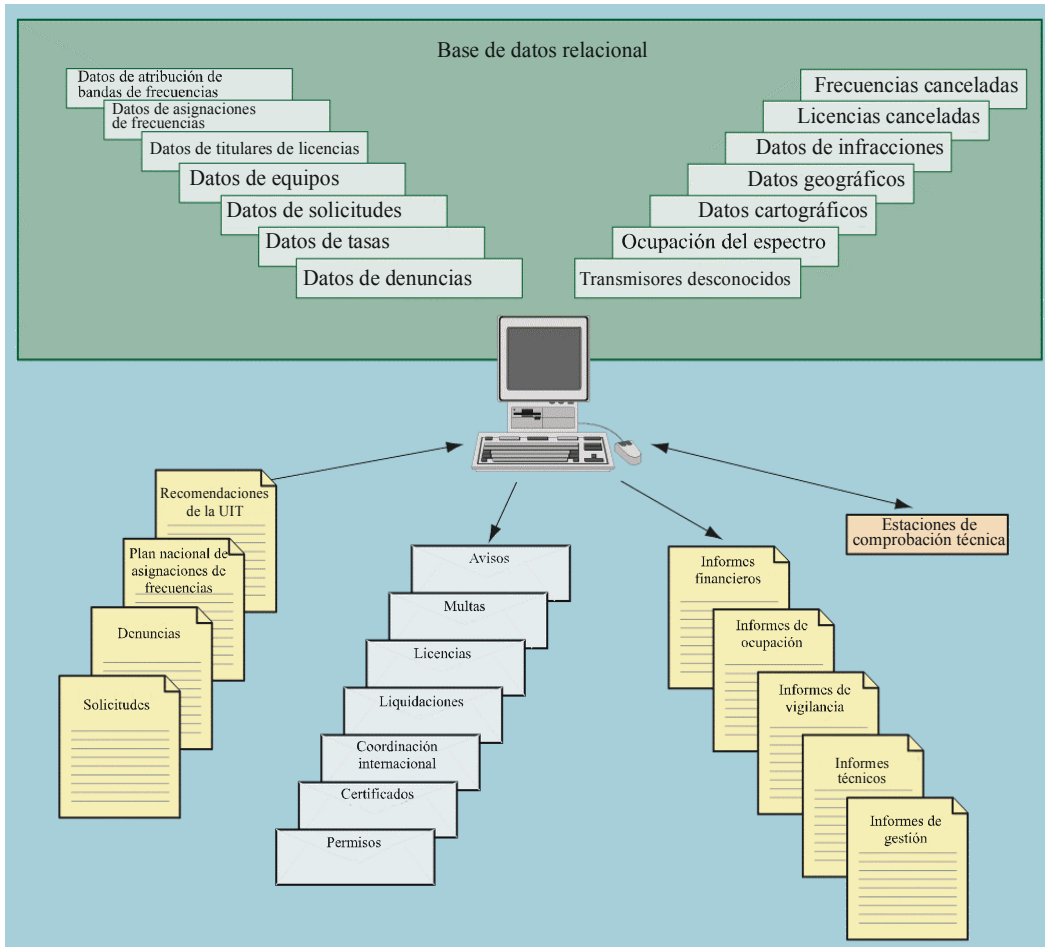 Base de datos relacional
Datos de atribución de
bandas de frecuencias
Datos de asignaciones
de frecuencias
Datos de titulares de licencias
Datos de equipos
Datos de solicitudes
Datos de tasas
Datos de denuncias
Frecuencias canceladas
Licencias canceladas
Datos de infracciones
Datos geográficos
Datos cartográficos
Ocupación del espectro
Transmisores desconocidos
Recomendaciones
de la UIT
Plan nacional de
asignaciones de
frecuencias
Denuncias
Solicitudes
Avisos
Multas
Licencias
Liquidaciones
Coordinación
internacional
Certificados
Permisos
Informes
financieros
Informes de
ocupación
Informes de
vigilancia
Informes
técnicos
Informes de
gestión
Estaciones de
comprobación técnica